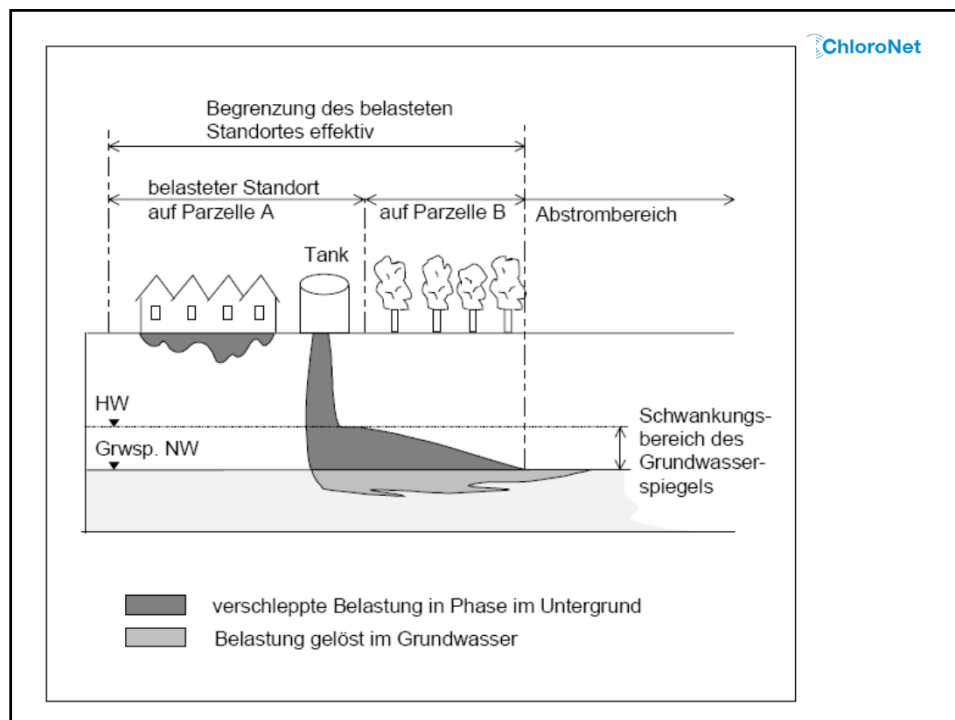 ChloroNet
Begrenzung des belasteten
Standortes effektiv
belasteter Standort
auf Parzelle A
auf Parzelle B
Abstrombereich
Tank
HW
Grwsp. NW
Schwankungs-
bereich des
Grundwasser-
spiegels
verschleppte Belastung in Phase im Untergrund
Belastung gelöst im Grundwasser